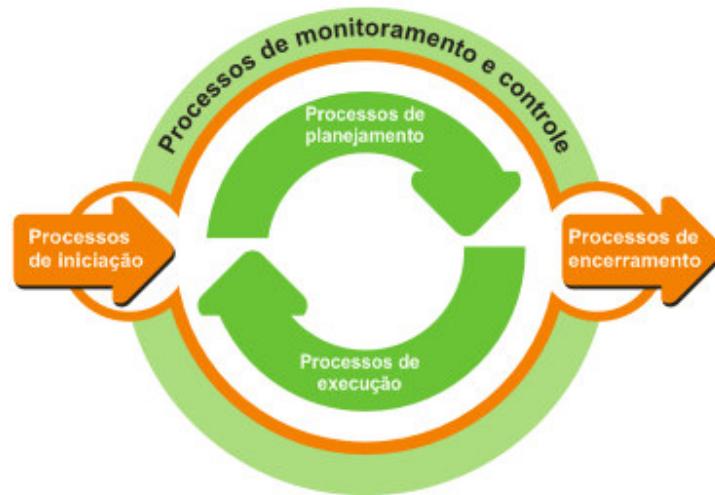 Processos de monitoramento e controle
Processos de
planejamento
Processos
de iniciação
Processos de
encerramento
Processos de
execução